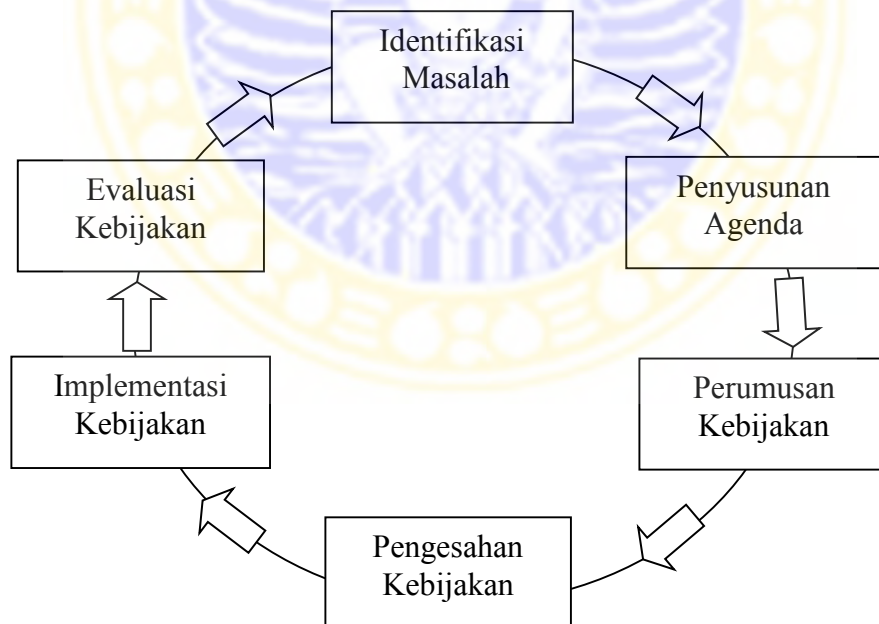 Identifikasi
Masalah
Penyusunan
Agenda
Perumusan
Kebijakan
Pengesahan
Kebijakan
Implementasi
Kebijakan
Evaluasi
Kebijakan